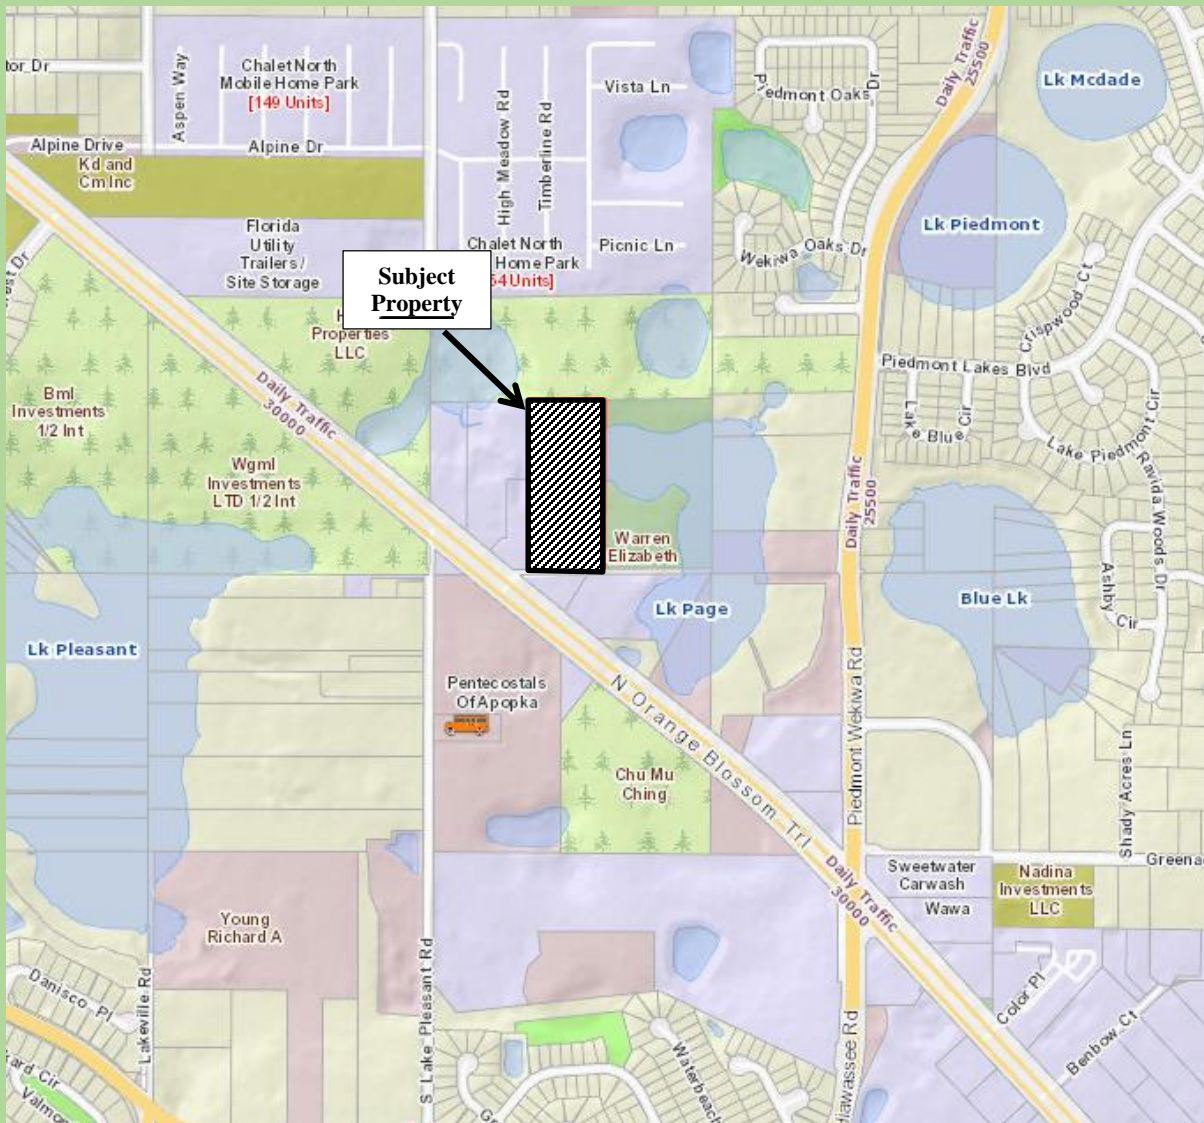 tor Dr
Aspen Way
Chalet North
Mobile Home Park
[149 Units]
Alpine Drive
Alpine Dr
Kd and
Cm Inc
High Meadow Rd
Timberline Rd
Vista Ln
Piedmont Oaks Dr
Daily Traffic
25500
Lk Mcdade
Florida
Utility
Trailers /
Site Storage
Chalet North
Home Park
54 Units]
Picnic Ln
Wekiwa Oaks Dr
Lk Piedmont
Crispwood Ct
Subject
Property
Properties
LLC
Piedmont Lakes Blvd
Bml
Investments
1/2 Int
Daily Traffic
30000
Lake Blue Cir
Lake Piedmont Cir
Ravida Woods Dr
Wgml
Investments
LTD 1/2 Int
Daily Traffic
25500
Warren
Elizabeth
Ashby
Cir
Lk Page
Blue Lk
Lk Pleasant
Pentecostals
Of Apopka
N Orange Blossom Trl
Piedmont Wekiwa Rd
Chu Mu
Ching
Shady Acres Ln
Greena
Daily Traffic
30000
Sweetwater
Carwash
Wawa
Nadina
Investments
LLC
Young
Richard A
S Lake Pleasant Rd
Lakeville Rd
Danisco Pl
kard Cir
Valmo
Waterbeach
Hiawassee Rd
Color Pl
Benbow Ct